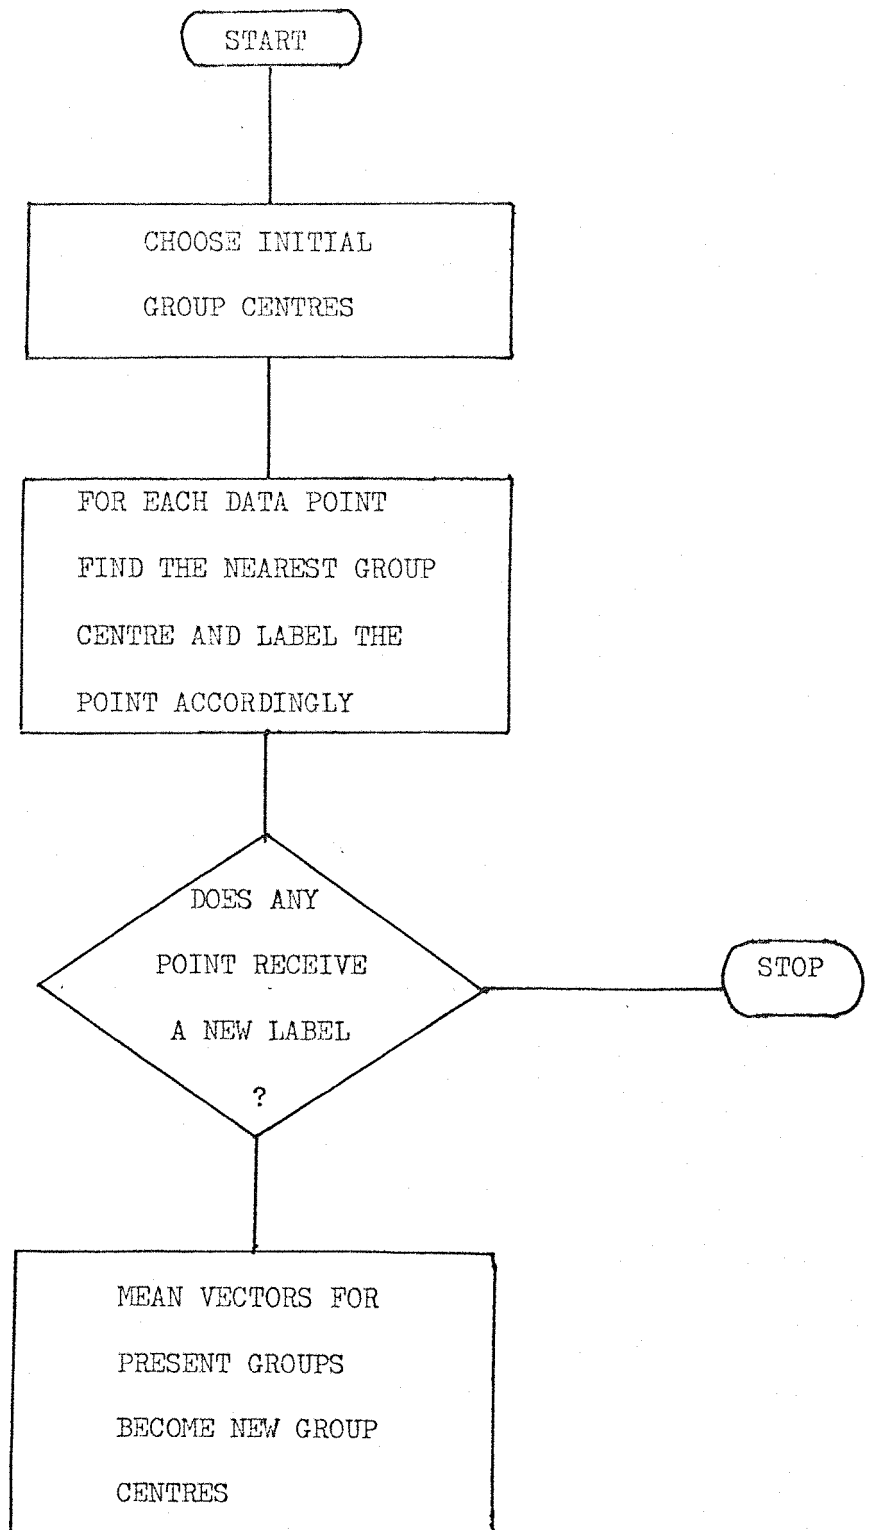 START
CHOOSE INITIAL
GROUP CENTRES
FOR EACH DATA POINT
FIND THE NEAREST GROUP
CENTRE AND LABEL THE
POINT ACCORDINGLY
DOES ANY
POINT RECEIVE
A NEW LABEL
?
STOP
MEAN VECTORS FOR
PRESENT GROUPS
BECOME NEW GROUP
CENTRES